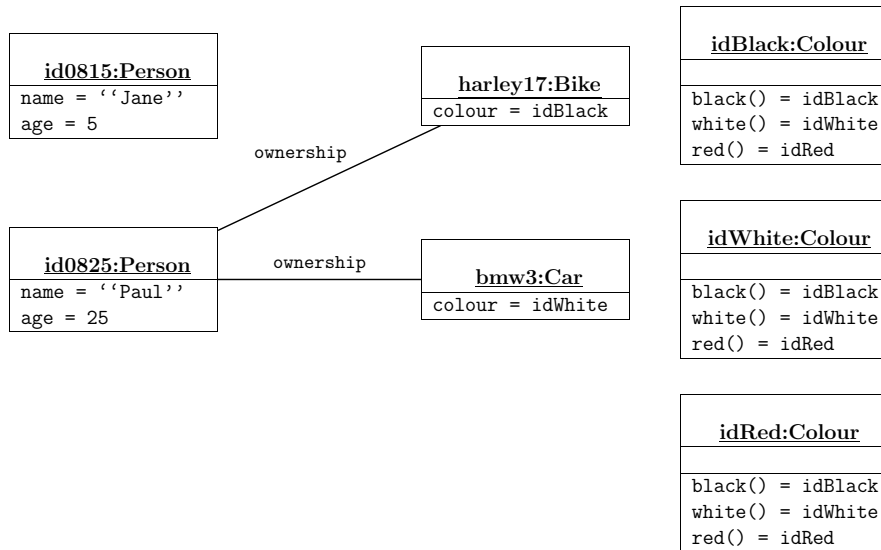 id0815:Person
name = ‘‘Jane’’
age = 5
harley17:Bike
colour = idBlack
idBlack:Colour
black() = idBlack
white() = idWhite
red() = idRed
ownership
id0825:Person
name = ‘‘Paul’’
age = 25
ownership
bmw3:Car
colour = idWhite
idWhite:Colour
black() = idBlack
white() = idWhite
red() = idRed
idRed:Colour
black() = idBlack
white() = idWhite
red() = idRed